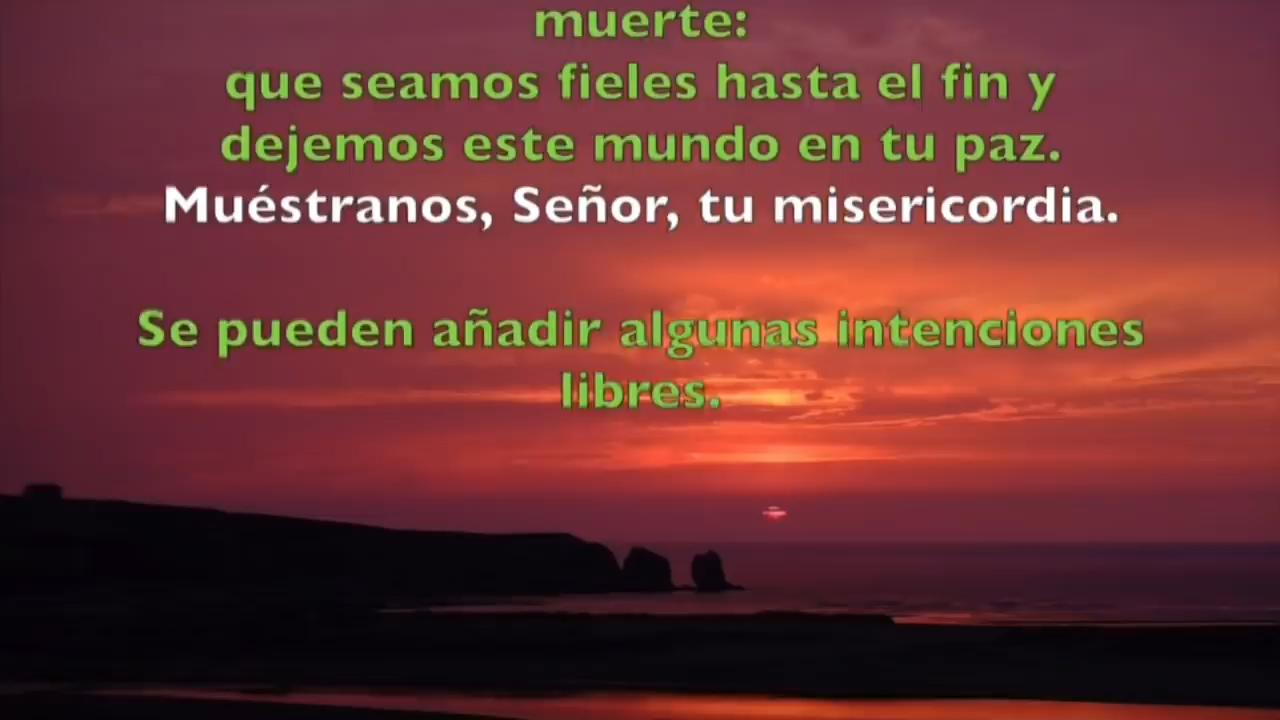 muerte:
que seamos fieles hasta el fin y
dejemos este mundo en tu paz.
Muéstranos, Señor, tu misericordia.
Se pueden añadir algunas intenciones
libres.